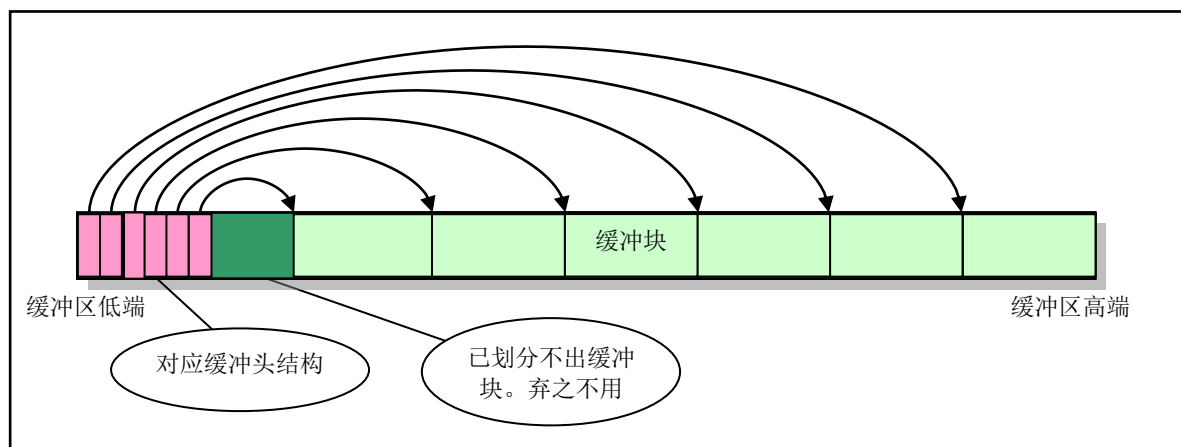 缓冲块
缓冲区低端
缓冲区高端
对应缓冲头结构
已划分不出缓冲
块。弃之不用